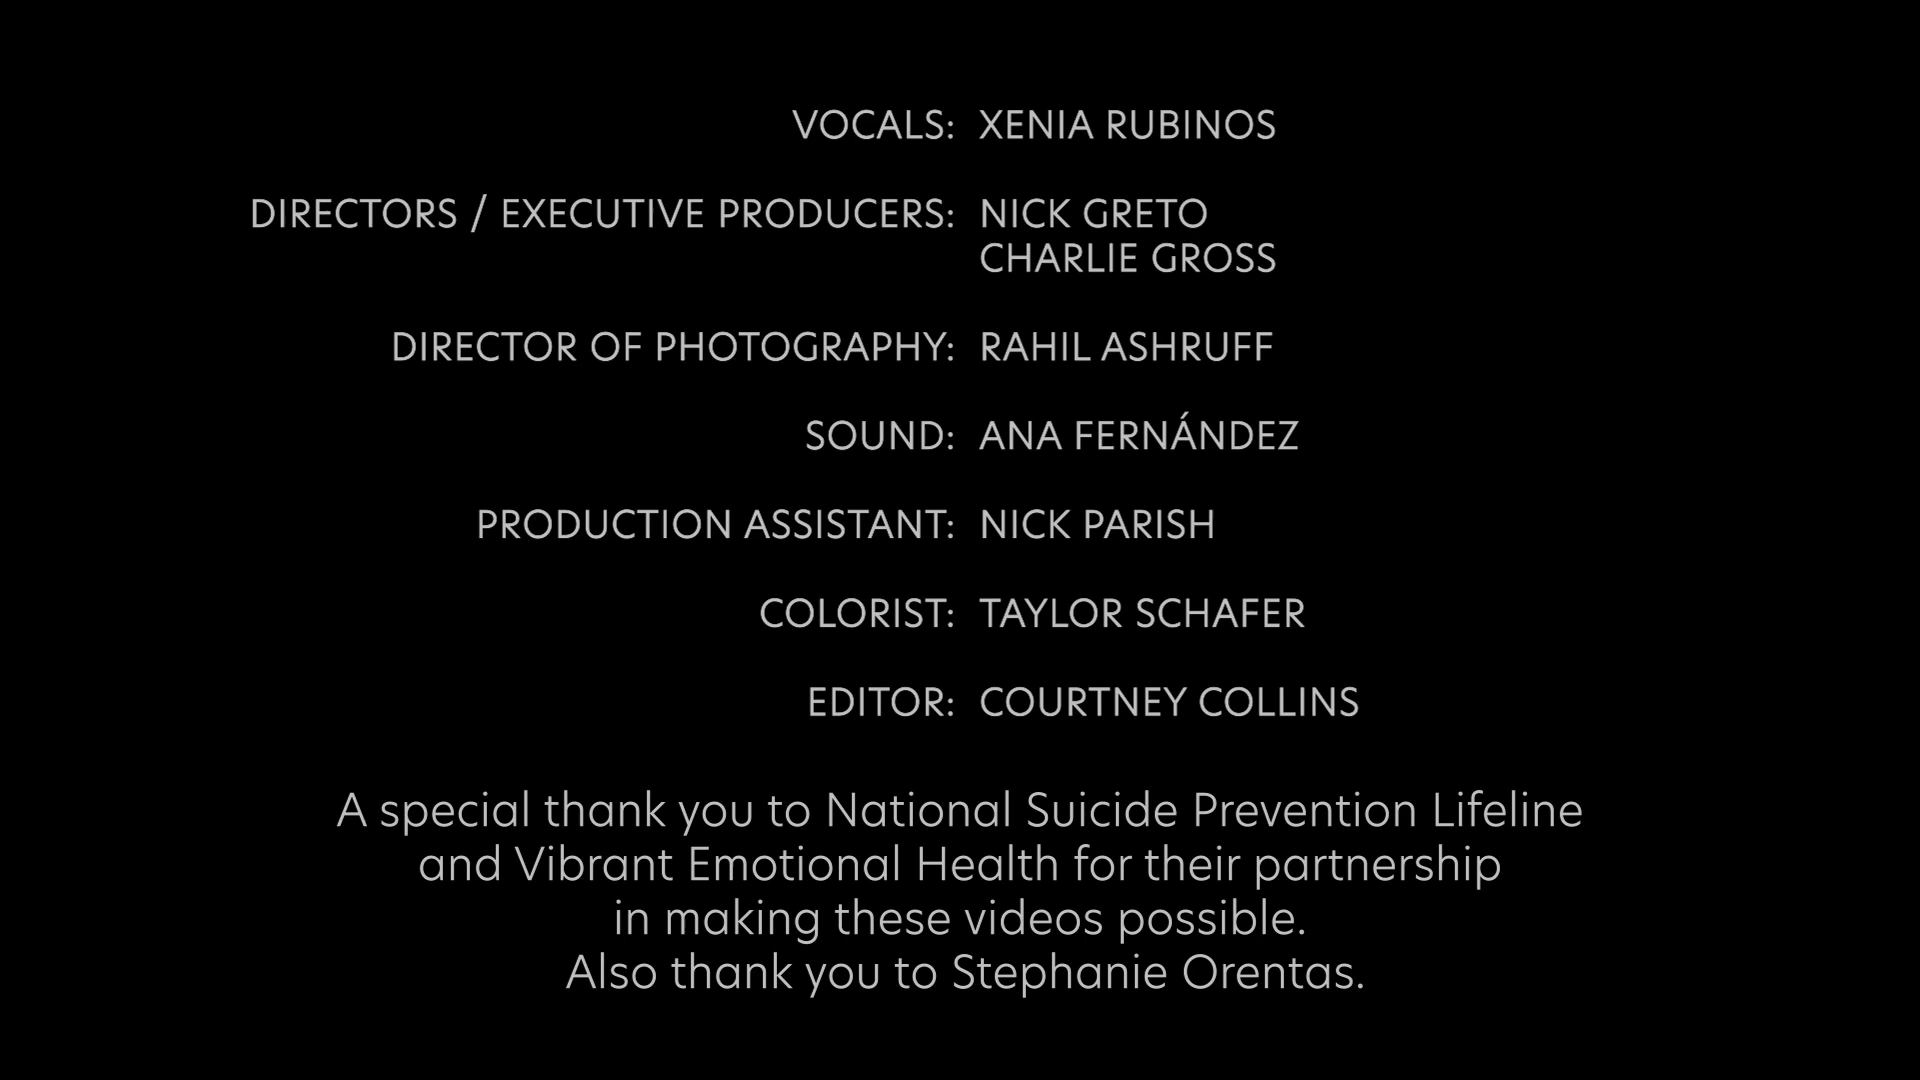 VOCALS: XENIA RUBINOS
DIRECTORS / EXECUTIVE PRODUCERS: NICK GRETO
CHARLIE GROSS
DIRECTOR OF PHOTOGRAPHY: RAHIL ASHRUFF
SOUND: ANA FERNÁNDEZ
PRODUCTION ASSISTANT: NICK PARISH
COLORIST: TAYLOR SCHAFER
EDITOR: COURTNEY COLLINS
A special thank you to National Suicide Prevention Lifeline
and Vibrant Emotional Health for their partnership
in making these videos possible.
Also thank you to Stephanie Orentas.